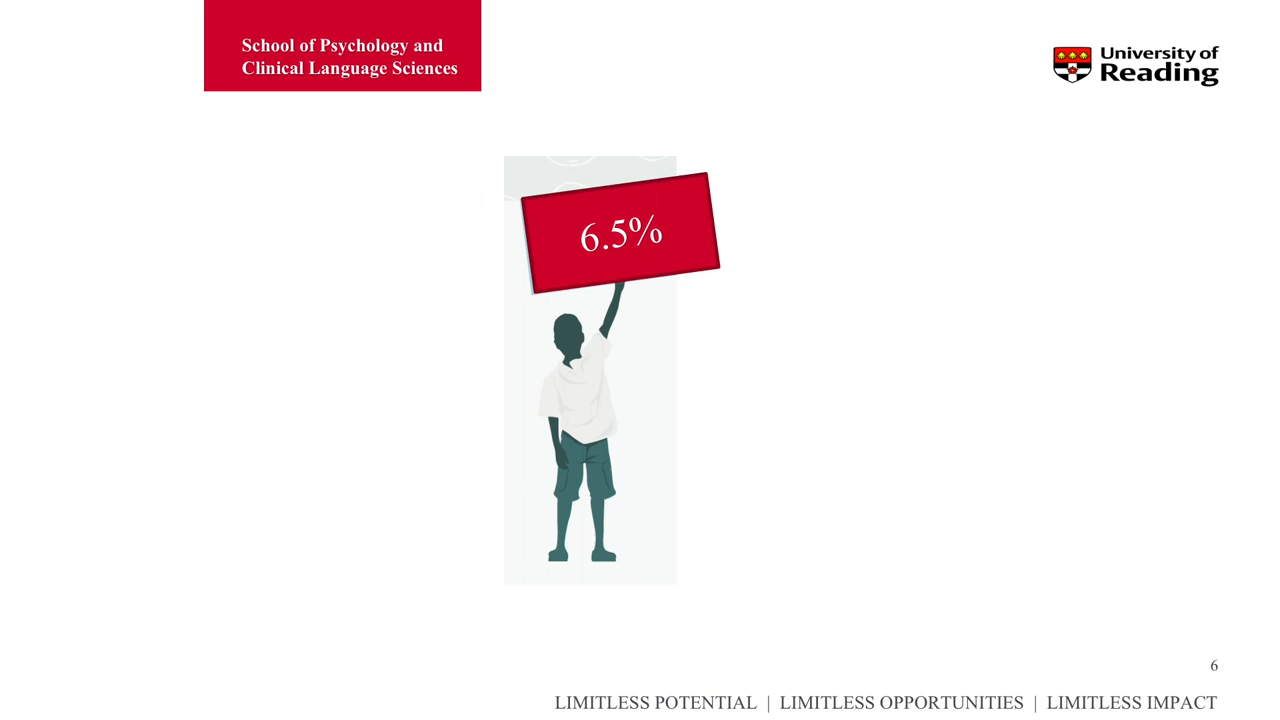 School of Psychology and
Clinical Language Sciences
University of
Reading
6.5%
6
LIMITLESS POTENTIAL | LIMITLESS OPPORTUNITIES | LIMITLESS IMPACT